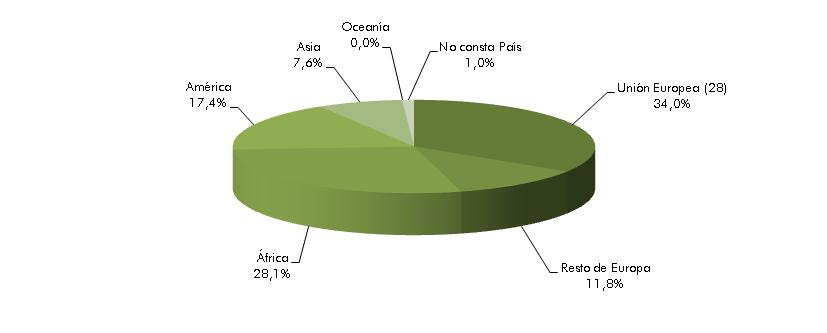 Oceanía
0,0%
No consta País
1,0%
Asia
7,6%
América
17,4%
Unión Europea (28)
34,0%
África
28,1%
Resto de Europa
11,8%